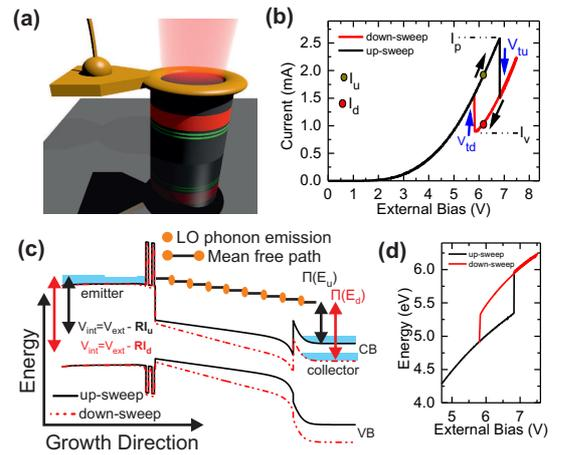 (a)
(b)
down-sweep
up-sweep
I_u
I_d
I_p
V_tu
V_td
I_v
Current (mA)
2.5
2.0
1.5
1.0
0.5
0.0
0 1 2 3 4 5 6 7 8
External Bias (V)
(c)
LO phonon emission
Mean free path
Π(E_u)
Π(E_d)
emitter
V_int=V_ext - RI_u
V_int=V_ext - RI_d
CB
collector
up-sweep
down-sweep
VB
Energy
Growth Direction
(d)
up-sweep
down-sweep
Energy (eV)
6.0
5.5
5.0
4.5
4.0
5 6 7
External Bias (V)